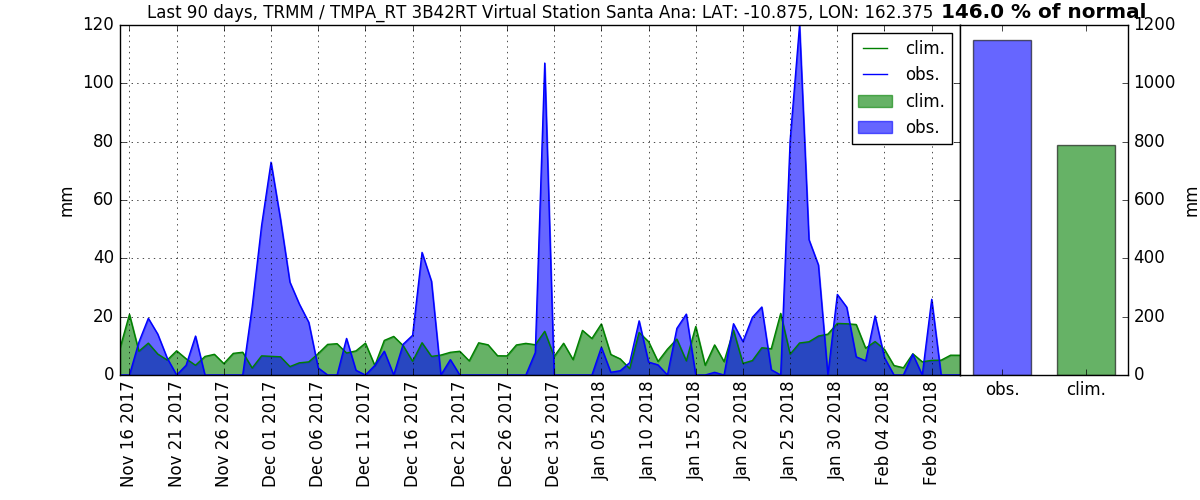 Last 90 days, TRMM / TMPA_RT 3B42RT Virtual Station Santa Ana: LAT: -10.875, LON: 162.375 146.0 % of normal
120
100
80
60
40
20
0
mm
clim.
obs.
clim.
obs.
1200
1000
800
600
400
200
0
mm
Nov 16 2017
Nov 21 2017
Nov 26 2017
Dec 01 2017
Dec 06 2017
Dec 11 2017
Dec 16 2017
Dec 21 2017
Dec 26 2017
Dec 31 2017
Jan 05 2018
Jan 10 2018
Jan 15 2018
Jan 20 2018
Jan 25 2018
Jan 30 2018
Feb 04 2018
Feb 09 2018
obs.
clim.